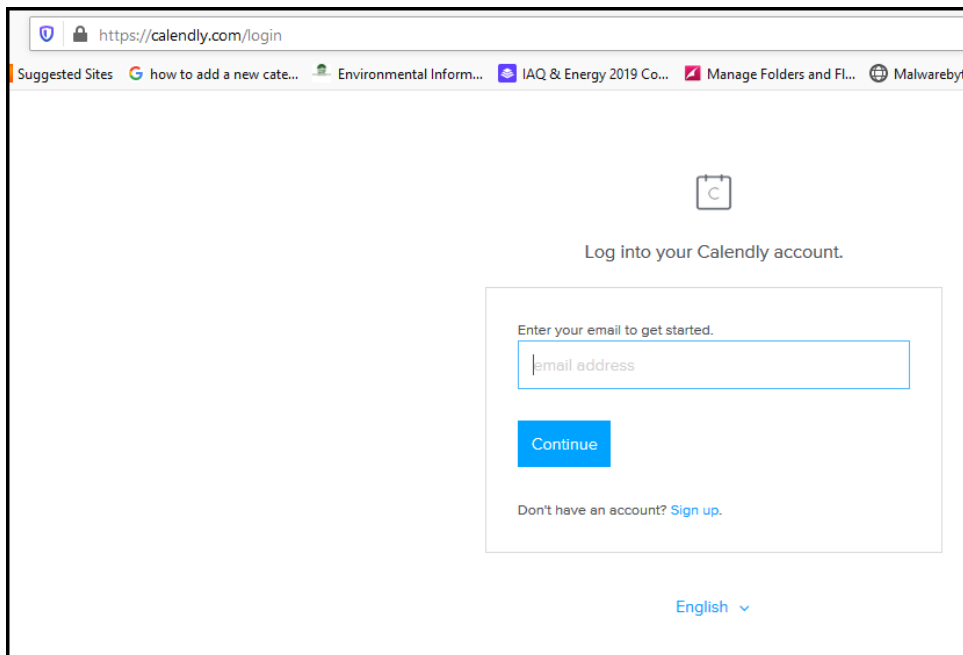 https://calendly.com/login
Suggested Sites G how to add a new cate... Environmental Inform... IAQ & Energy 2019 Co... Manage Folders and Fl... Malwareby
C
Log into your Calendly account.
Enter your email to get started.
email address
Continue
Don't have an account? Sign up.
English